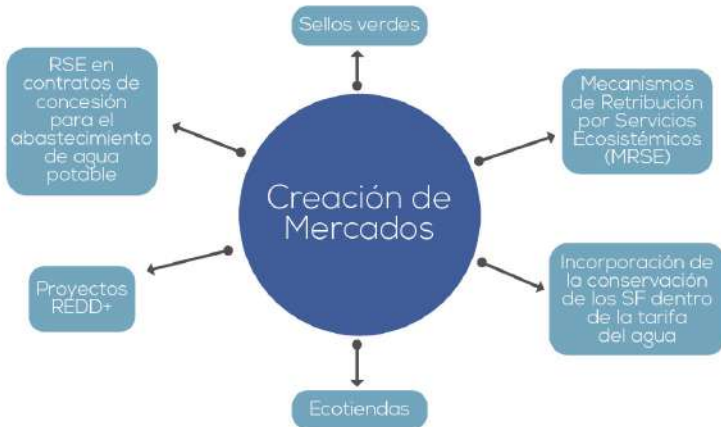 Sellos verdes
RSE en
contratos de
concesión
para el
abastecimiento
de agua
potable
Mecanismos
de Retribución
por Servicios
Ecosistémicos
(MRSE)
Creación de
Mercados
Proyectos
REDD+
Incorporación de
la conservación
de los SF dentro
de la tarifa
del agua
Ecotiendas